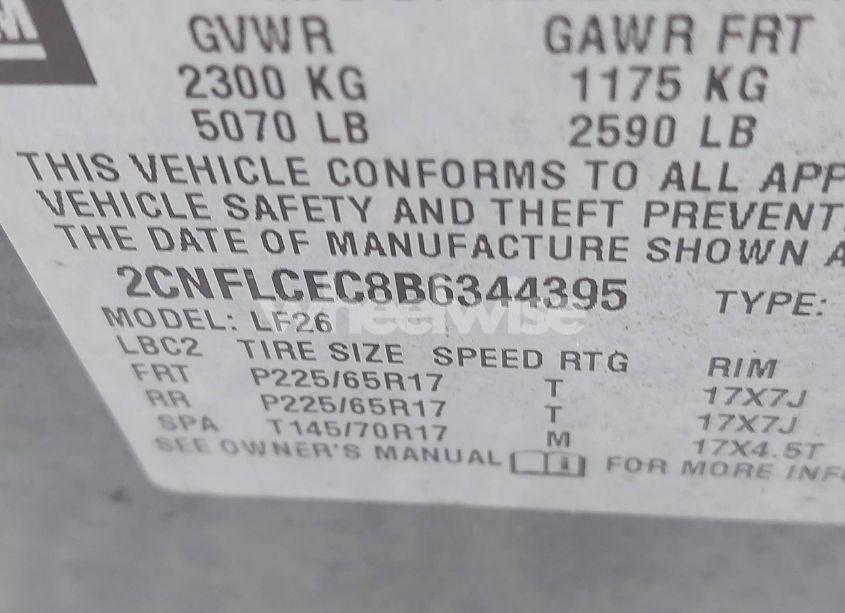 M
GVWR GAWR FRT
2300 KG 1175 KG
5070 LB 2590 LB
THIS VEHICLE CONFORMS TO ALL APP
VEHICLE SAFETY AND THEFT PREVENT
THE DATE OF MANUFACTURE SHOWN A
2CNFLCEC8B6344395 TYPE:
wheelwise
MODEL: LF26
LBC2 TIRE SIZE SPEED RTG RIM
FRT P225/65R17 T 17X7J
RR P225/65R17 T 17X7J
SPA T145/70R17 M 17X4.5T
SEE OWNER'S MANUAL i FOR MORE INF